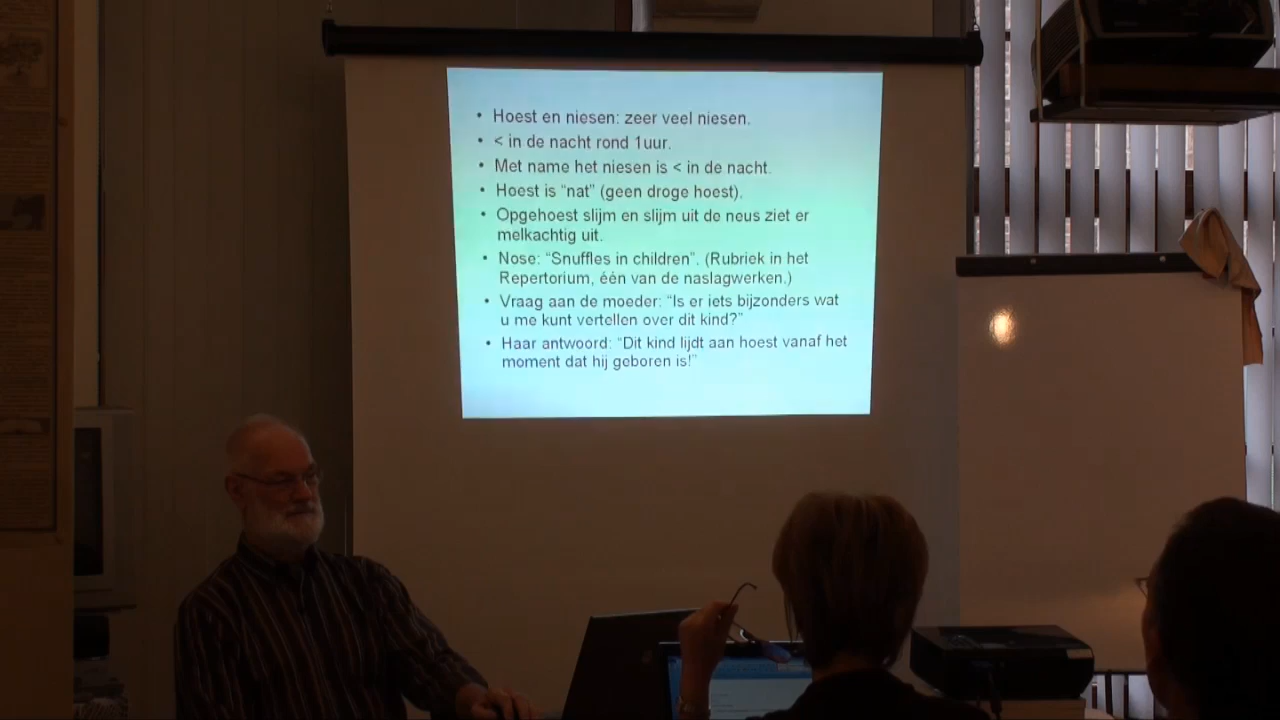 • Hoest en niesen: zeer veel niesen.
• < in de nacht rond 1uur.
• Met name het niesen is < in de nacht.
• Hoest is “nat” (geen droge hoest).
• Opgehoest slijm en slijm uit de neus ziet er
melkachtig uit.
• Nose: “Snuffles in children”. (Rubriek in het
Repertorium, één van de naslagwerken.)
• Vraag aan de moeder: “Is er iets bijzonders wat
u me kunt vertellen over dit kind?”
• Haar antwoord: “Dit kind lijdt aan hoest vanaf het
moment dat hij geboren is!”